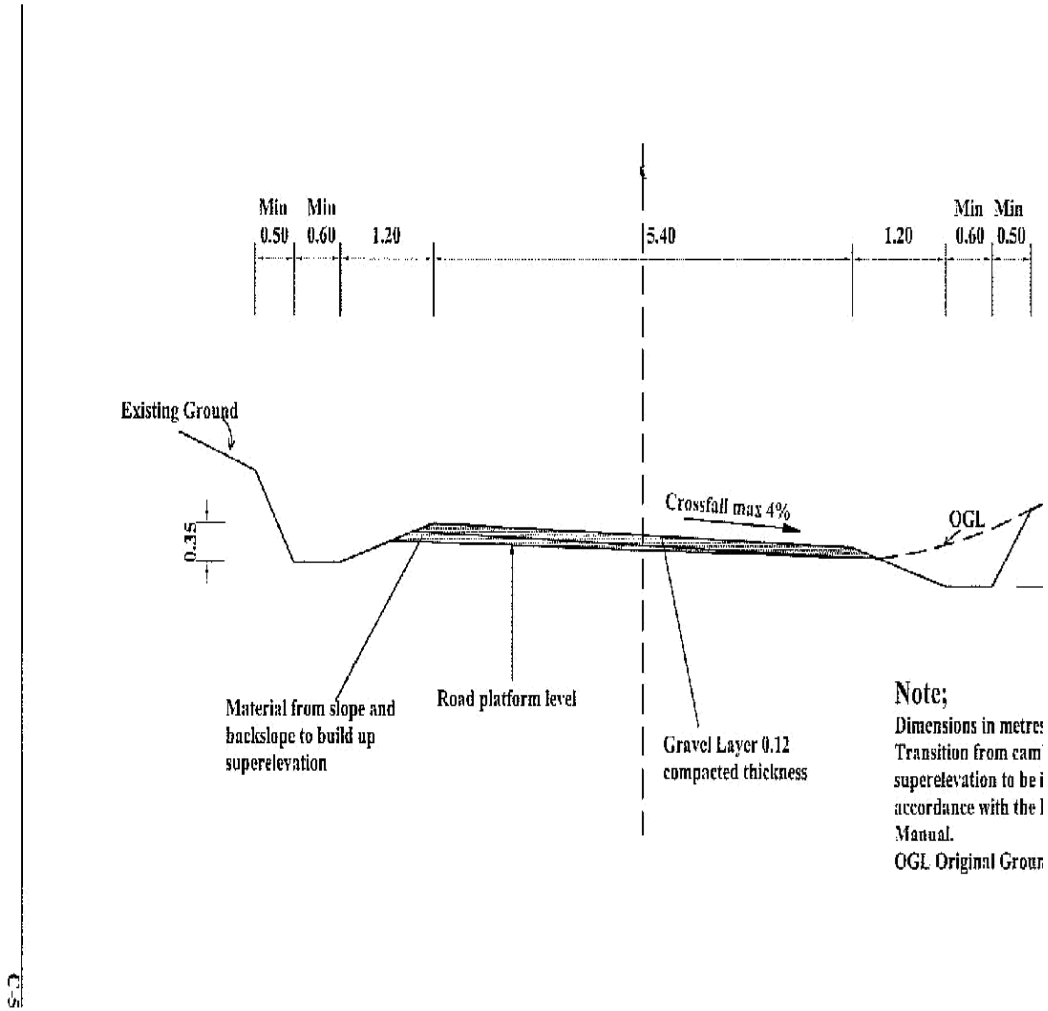 Min Min Min Min
0.50 0.60 1.20 5.40 1.20 0.60 0.50
Existing Ground
Crossfall max 4%
OGL
0.35
Material from slope and
backslope to build up
superelevation
Road platform level
Gravel Layer 0.12
compacted thickness
Note;
Dimensions in metres
Transition from cam
superelevation to be i
accordance with the
Manual.
OGL Original Groun
C-5